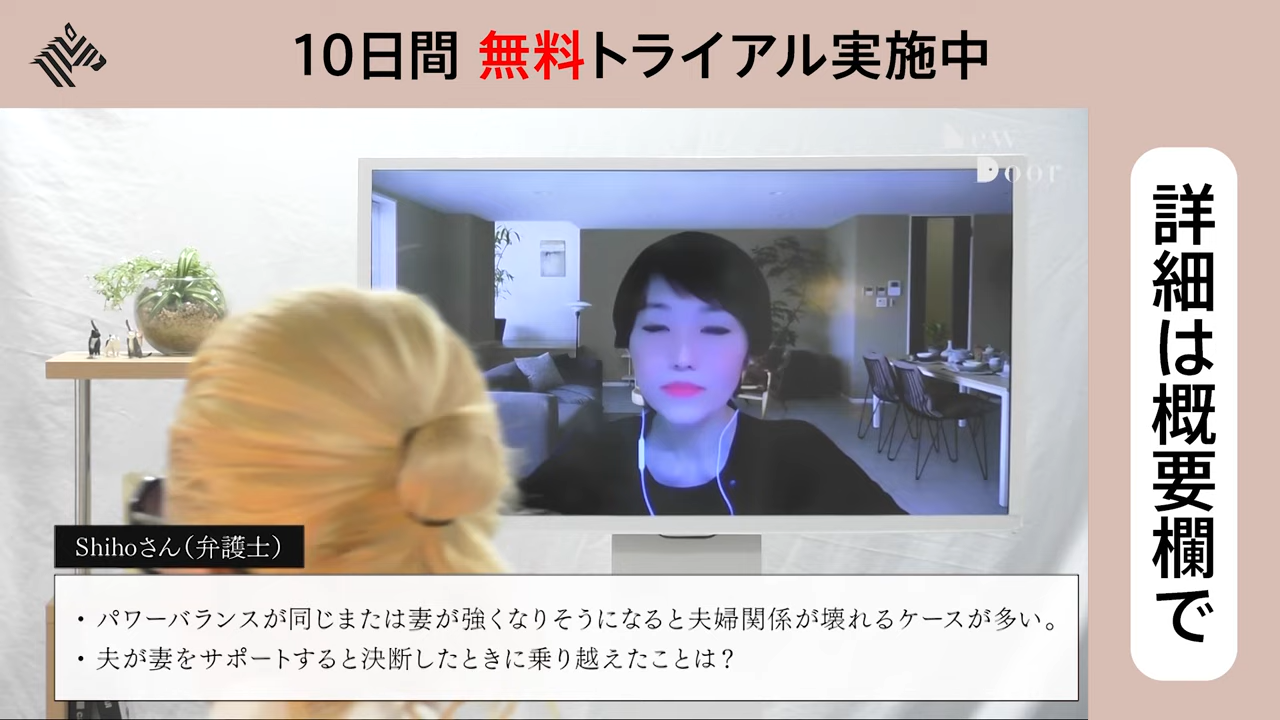 10日間 無料トライアル実施中
New
Door
詳細は概要欄で
Shihoさん(弁護士)
・パワーバランスが同じまたは妻が強くなりそうになると夫婦関係が壊れるケースが多い。
・夫が妻をサポートすると決断したときに乗り越えたことは？